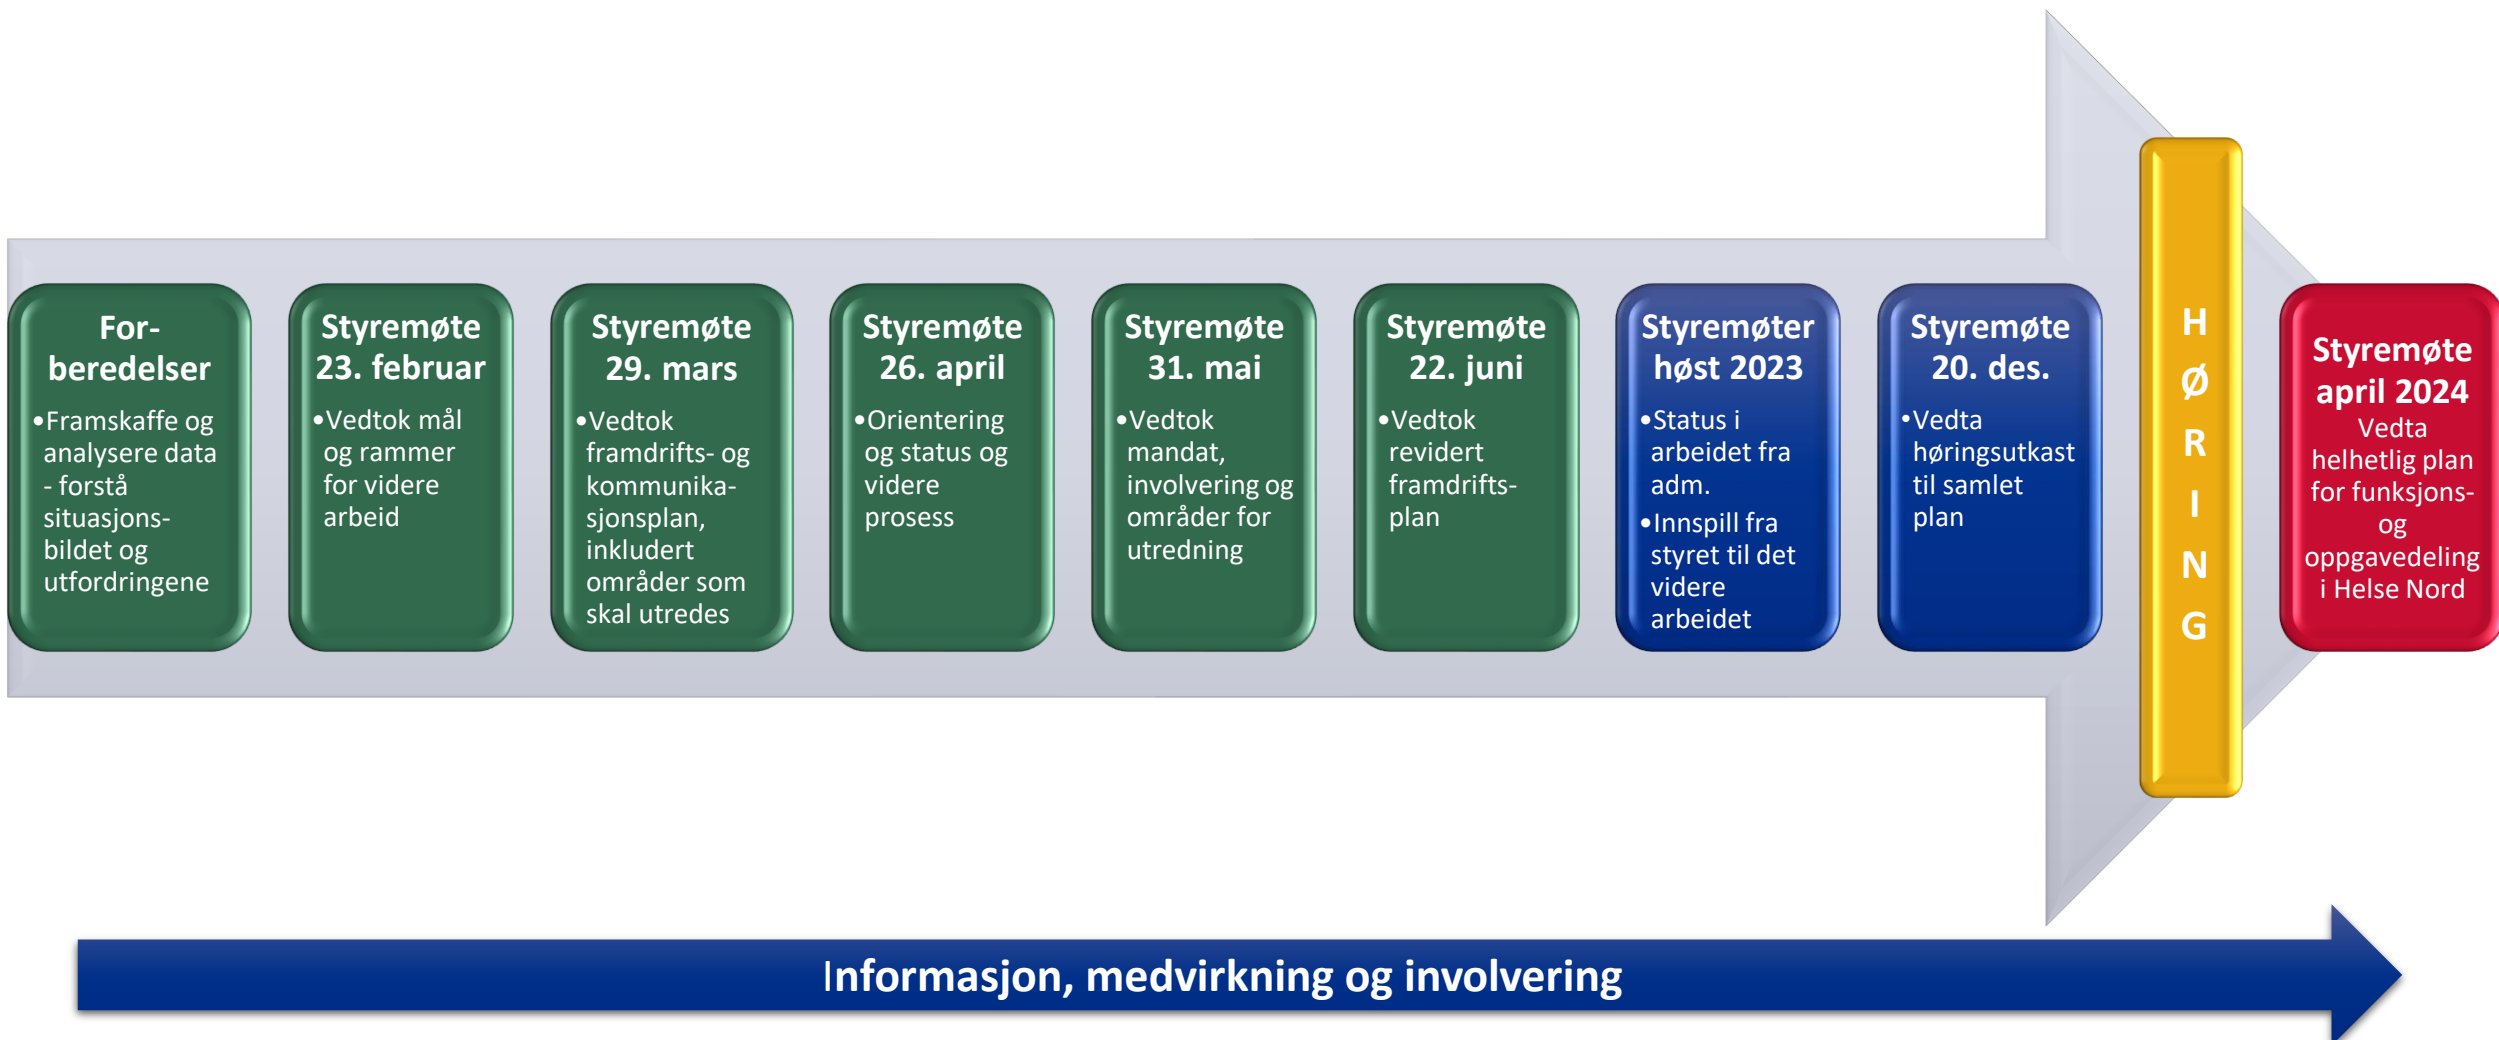 For-
beredelser
•Framskaffe og
analysere data
- forstå
situasjons-
bildet og
utfordringene
Styremøte
23. februar
•Vedtok mål
og rammer
for videre
arbeid
Styremøte
29. mars
•Vedtok
framdrifts- og
kommunika-
sjonsplan,
inkludert
områder som
skal utredes
Styremøte
26. april
•Orientering
og status og
videre
prosess
Styremøte
31. mai
•Vedtok
mandat,
involvering og
områder for
utredning
Styremøte
22. juni
•Vedtok
revidert
framdrifts-
plan
Styremøter
høst 2023
•Status i
arbeidet fra
adm.
•Innspill fra
styret til det
videre
arbeidet
Styremøte
20. des.
•Vedta
høringsutkast
til samlet
plan
H
Ø
R
I
N
G
Styremøte
april 2024
Vedta
helhetlig plan
for funksjons-
og
oppgavedeling
i Helse Nord
Informasjon, medvirkning og involvering